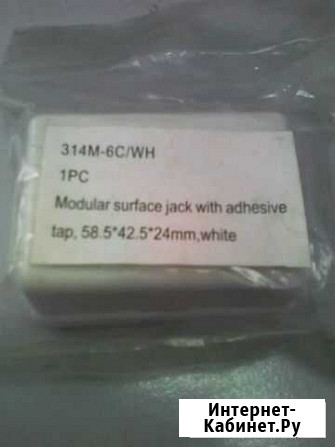 314M-6C/WH
1PC
Modular surface jack with adhesive
tap, 58.5*42.5*24mm,white
Интернет-
Кабинет.Ру